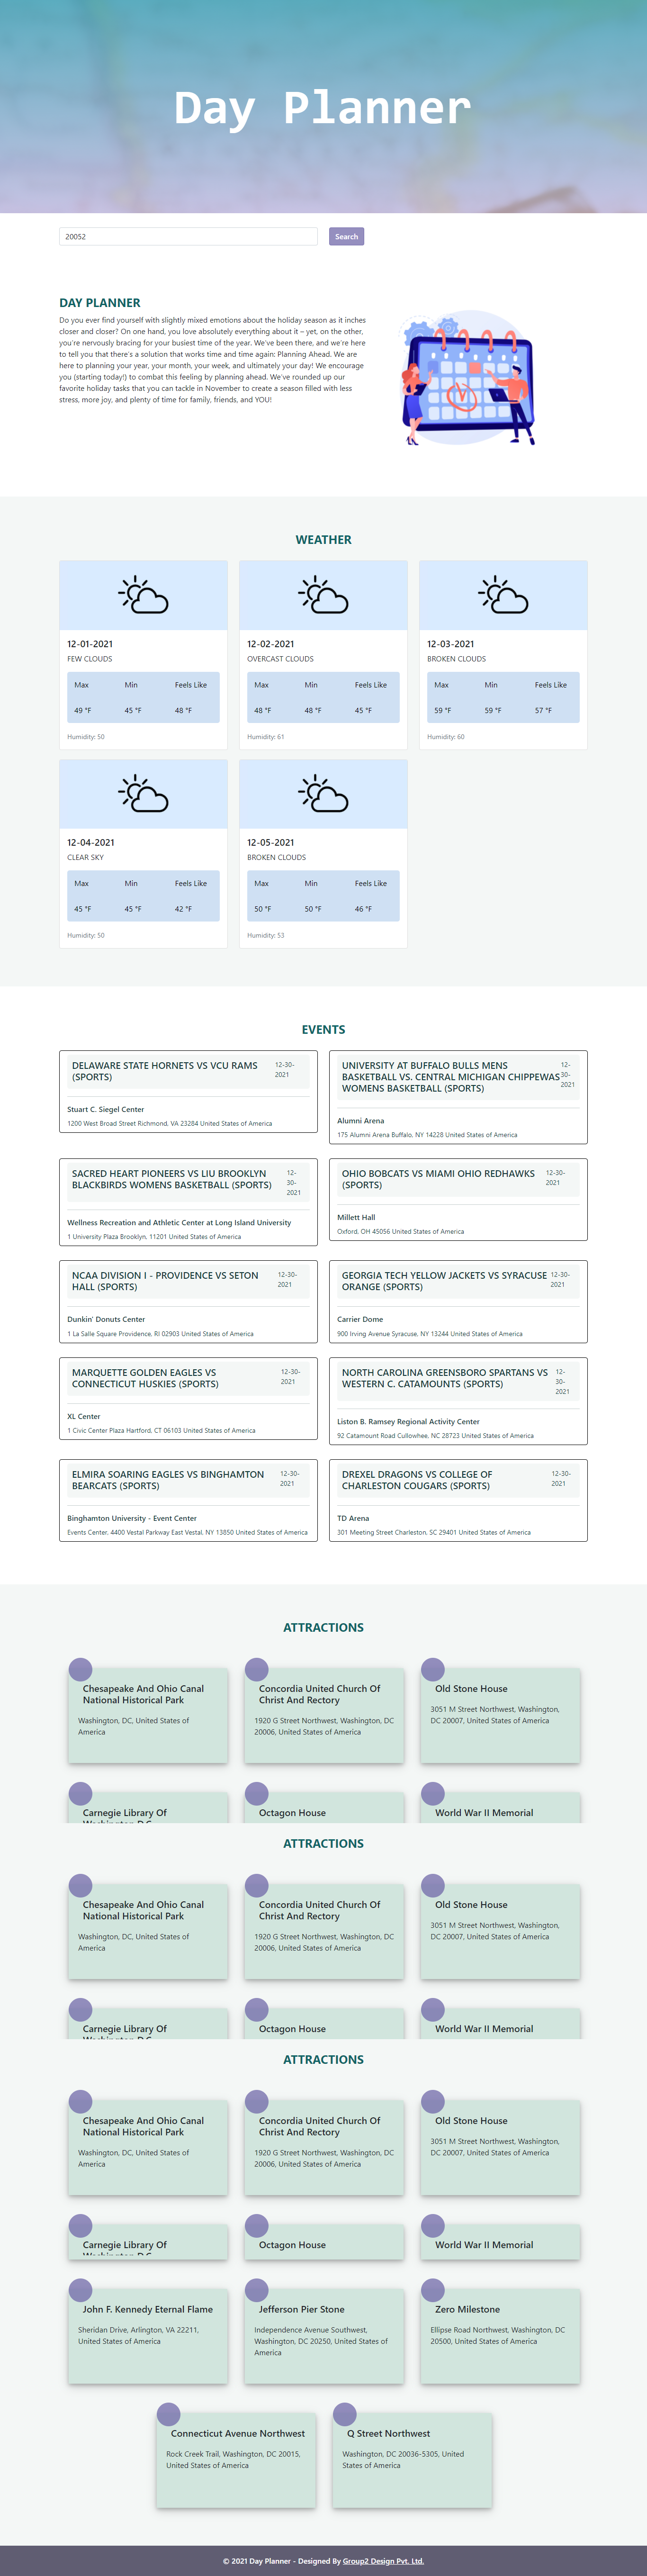 Day Planner
20052
Search
DAY PLANNER
Do you ever find yourself with slightly mixed emotions about the holiday season as it inches
closer and closer? On one hand, you love absolutely everything about it – yet, on the other,
you're nervously bracing for your busiest time of the year. We've been there, and we're here
to tell you that there's a solution that works time and time again: Planning Ahead. We are
here to planning your year, your month, your week, and ultimately your day! We encourage
you (starting today!) to combat this feeling by planning ahead. We've rounded up our
favorite holiday tasks that you can tackle in November to create a season filled with less
stress, more joy, and plenty of time for family, friends, and YOU!
WEATHER
12-01-2021
FEW CLOUDS
Max Min Feels Like
49 °F 45 °F 48 °F
Humidity: 50
12-02-2021
OVERCAST CLOUDS
Max Min Feels Like
48 °F 48 °F 45 °F
Humidity: 61
12-03-2021
BROKEN CLOUDS
Max Min Feels Like
59 °F 59 °F 57 °F
Humidity: 60
12-04-2021
CLEAR SKY
Max Min Feels Like
45 °F 45 °F 42 °F
Humidity: 50
12-05-2021
BROKEN CLOUDS
Max Min Feels Like
50 °F 50 °F 46 °F
Humidity: 53
EVENTS
DELAWARE STATE HORNETS VS VCU RAMS
(SPORTS)
12-30-
2021
Stuart C. Siegel Center
1200 West Broad Street Richmond, VA 23284 United States of America
UNIVERSITY AT BUFFALO BULLS MENS
BASKETBALL VS. CENTRAL MICHIGAN CHIPPEWAS
WOMENS BASKETBALL (SPORTS)
12-
30-
2021
Alumni Arena
175 Alumni Arena Buffalo, NY 14228 United States of America
SACRED HEART PIONEERS VS LIU BROOKLYN
BLACKBIRDS WOMENS BASKETBALL (SPORTS)
12-
30-
2021
Wellness Recreation and Athletic Center at Long Island University
1 University Plaza Brooklyn, 11201 United States of America
OHIO BOBCATS VS MIAMI OHIO REDHAWKS
(SPORTS)
12-30-
2021
Millett Hall
Oxford, OH 45056 United States of America
NCAA DIVISION I - PROVIDENCE VS SETON
HALL (SPORTS)
12-30-
2021
Dunkin' Donuts Center
1 La Salle Square Providence, RI 02903 United States of America
GEORGIA TECH YELLOW JACKETS VS SYRACUSE
ORANGE (SPORTS)
12-30-
2021
Carrier Dome
900 Irving Avenue Syracuse, NY 13244 United States of America
MARQUETTE GOLDEN EAGLES VS
CONNECTICUT HUSKIES (SPORTS)
12-30-
2021
XL Center
1 Civic Center Plaza Hartford, CT 06103 United States of America
NORTH CAROLINA GREENSBORO SPARTANS VS
WESTERN C. CATAMOUNTS (SPORTS)
12-
30-
2021
Liston B. Ramsey Regional Activity Center
92 Catamount Road Cullowhee, NC 28723 United States of America
ELMIRA SOARING EAGLES VS BINGHAMTON
BEARCATS (SPORTS)
12-30-
2021
Binghamton University - Event Center
Events Center, 4400 Vestal Parkway East Vestal, NY 13850 United States of America
DREXEL DRAGONS VS COLLEGE OF
CHARLESTON COUGARS (SPORTS)
12-30-
2021
TD Arena
301 Meeting Street Charleston, SC 29401 United States of America
ATTRACTIONS
Chesapeake And Ohio Canal
National Historical Park
Washington, DC, United States of
America
Concordia United Church Of
Christ And Rectory
1920 G Street Northwest, Washington, DC
20006, United States of America
Old Stone House
3051 M Street Northwest, Washington,
DC 20007, United States of America
Carnegie Library Of
Washington D.C.
Octagon House
World War II Memorial
ATTRACTIONS
Chesapeake And Ohio Canal
National Historical Park
Washington, DC, United States of
America
Concordia United Church Of
Christ And Rectory
1920 G Street Northwest, Washington, DC
20006, United States of America
Old Stone House
3051 M Street Northwest, Washington,
DC 20007, United States of America
Carnegie Library Of
Washington D.C.
Octagon House
World War II Memorial
ATTRACTIONS
Chesapeake And Ohio Canal
National Historical Park
Washington, DC, United States of
America
Concordia United Church Of
Christ And Rectory
1920 G Street Northwest, Washington, DC
20006, United States of America
Old Stone House
3051 M Street Northwest, Washington,
DC 20007, United States of America
Carnegie Library Of
Washington D.C.
Octagon House
World War II Memorial
John F. Kennedy Eternal Flame
Sheridan Drive, Arlington, VA 22211,
United States of America
Jefferson Pier Stone
Independence Avenue Southwest,
Washington, DC 20250, United States of
America
Zero Milestone
Ellipse Road Northwest, Washington, DC
20500, United States of America
Connecticut Avenue Northwest
Rock Creek Trail, Washington, DC 20015,
United States of America
Q Street Northwest
Washington, DC 20036-5305, United
States of America
© 2021 Day Planner - Designed By Group2 Design Pvt. Ltd.